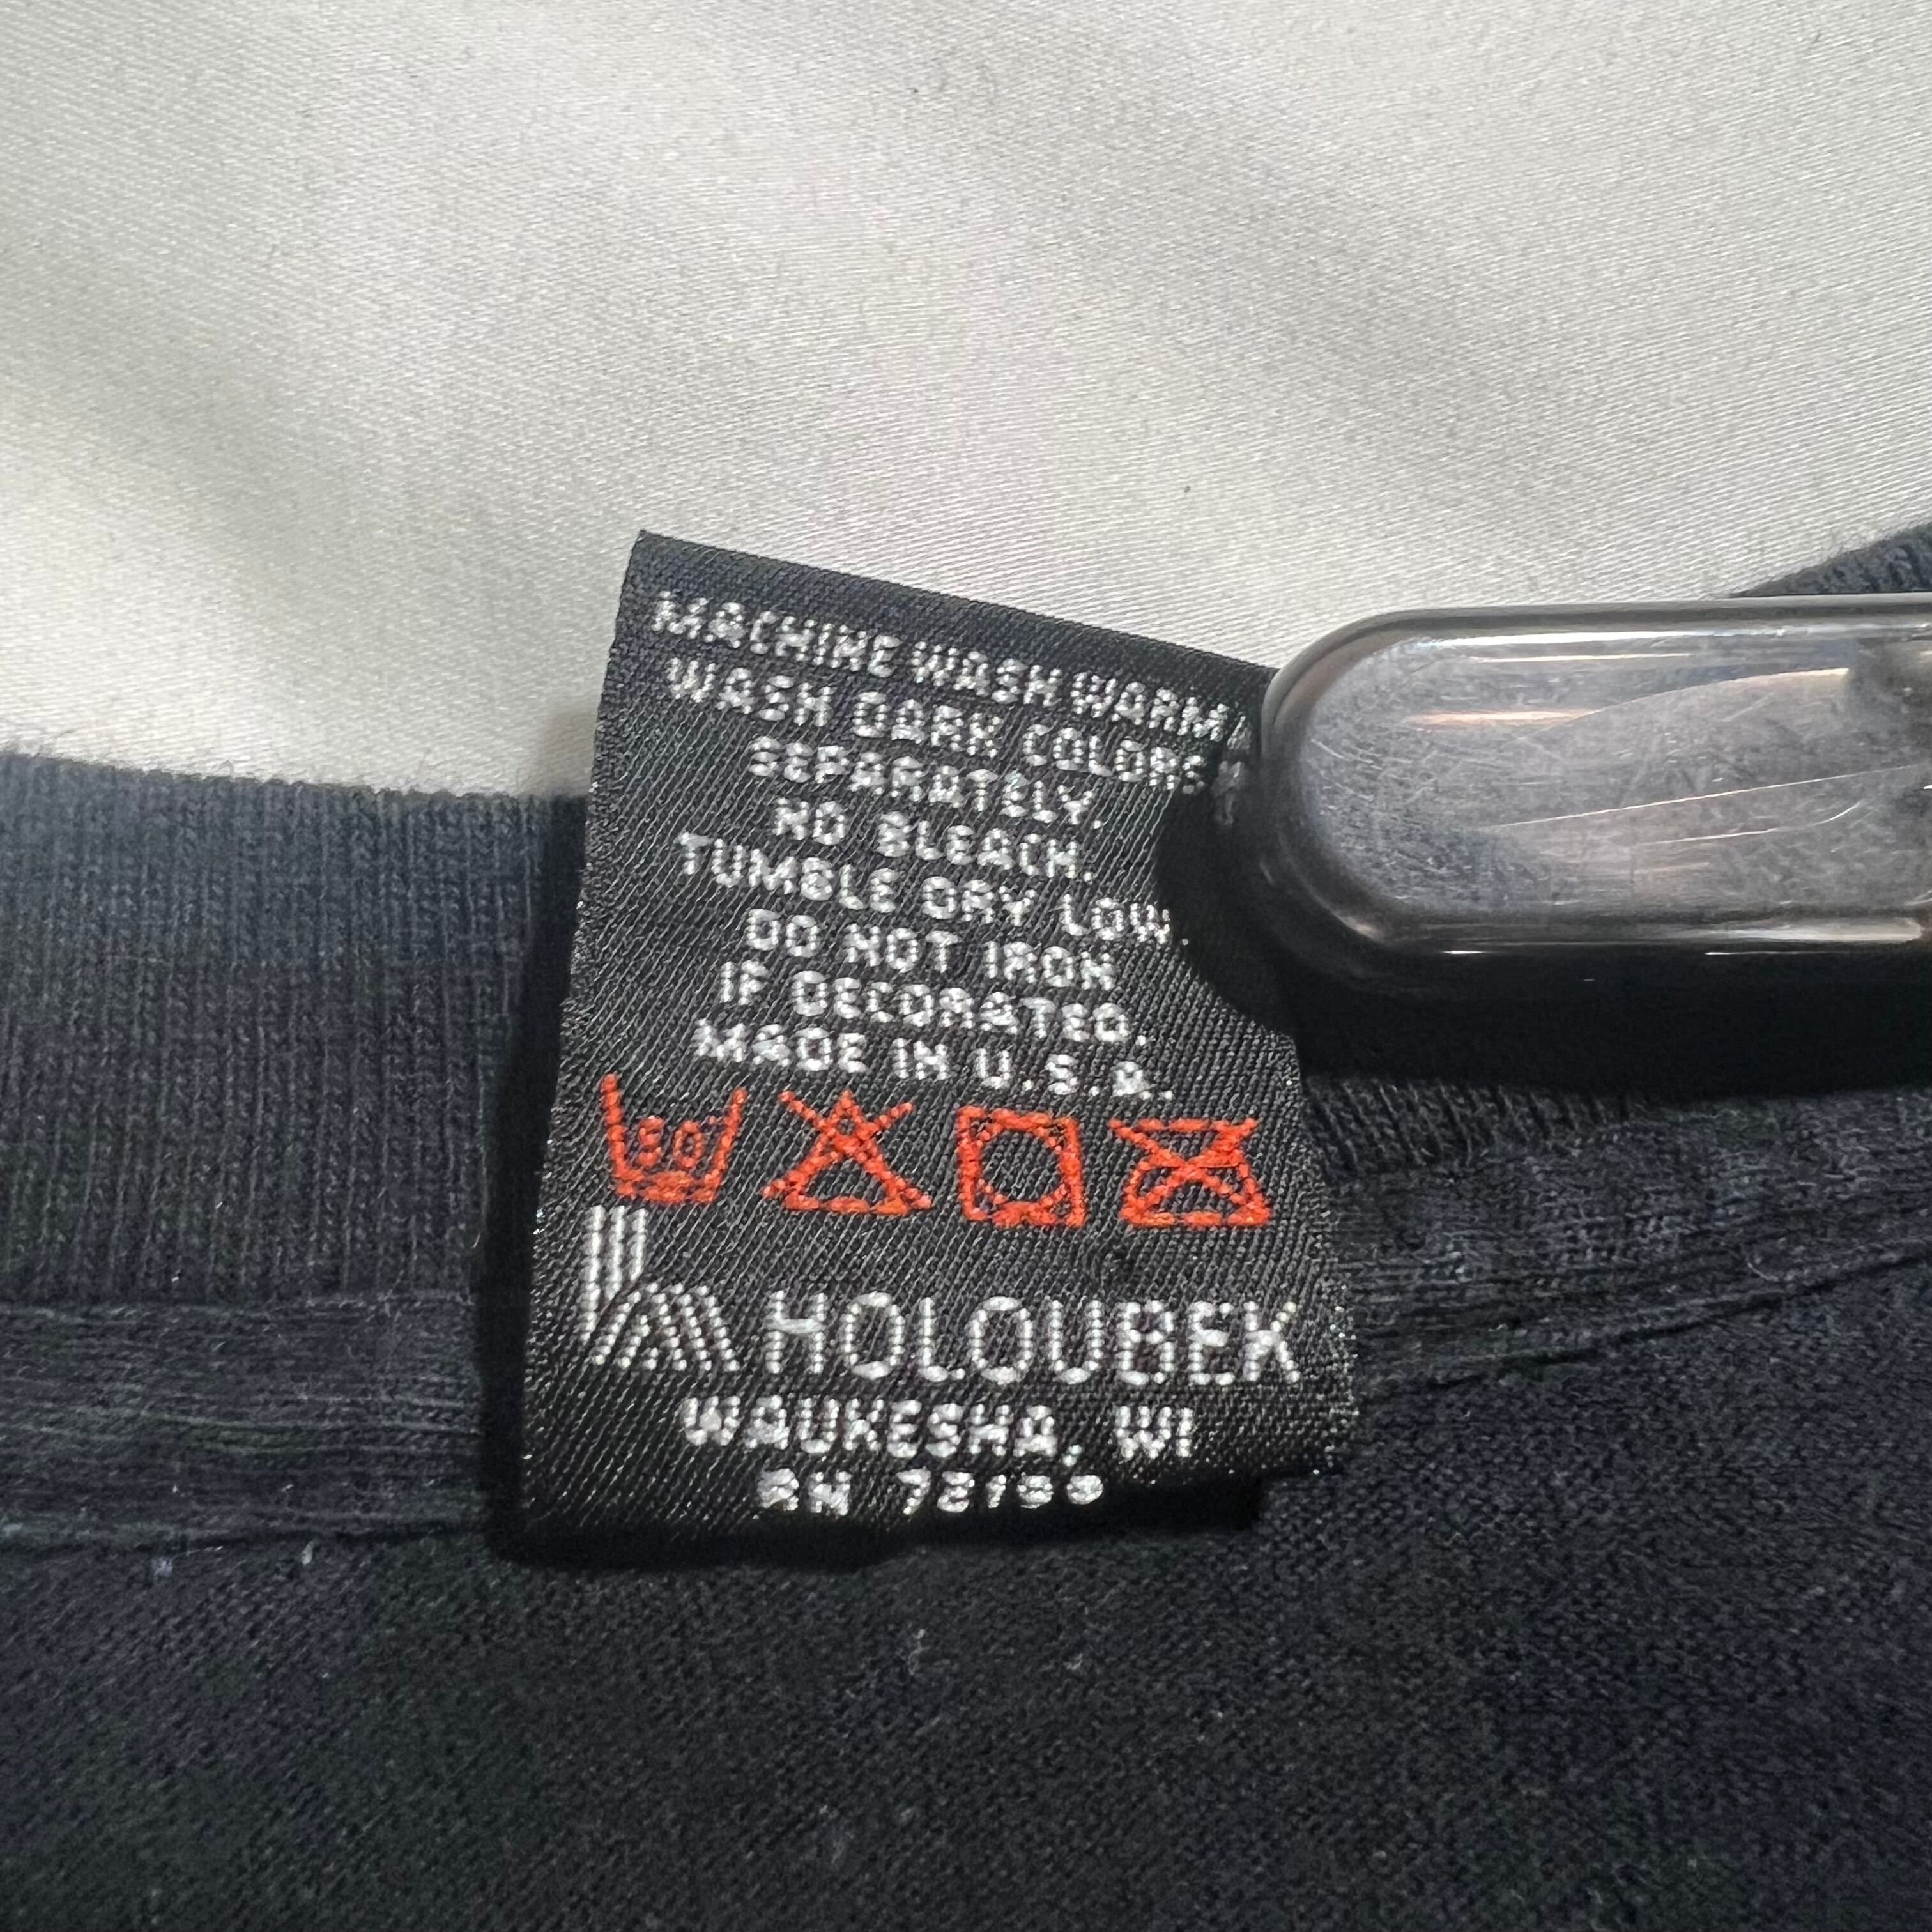 MACHINE WASH WARM
WASH DARK COLORS
SEPARATELY.
NO BLEACH.
TUMBLE DRY LOW.
DO NOT IRON
IF DECORATED.
MADE IN U.S.A.
HOLOUBEK
WAUKESHA, WI
RN